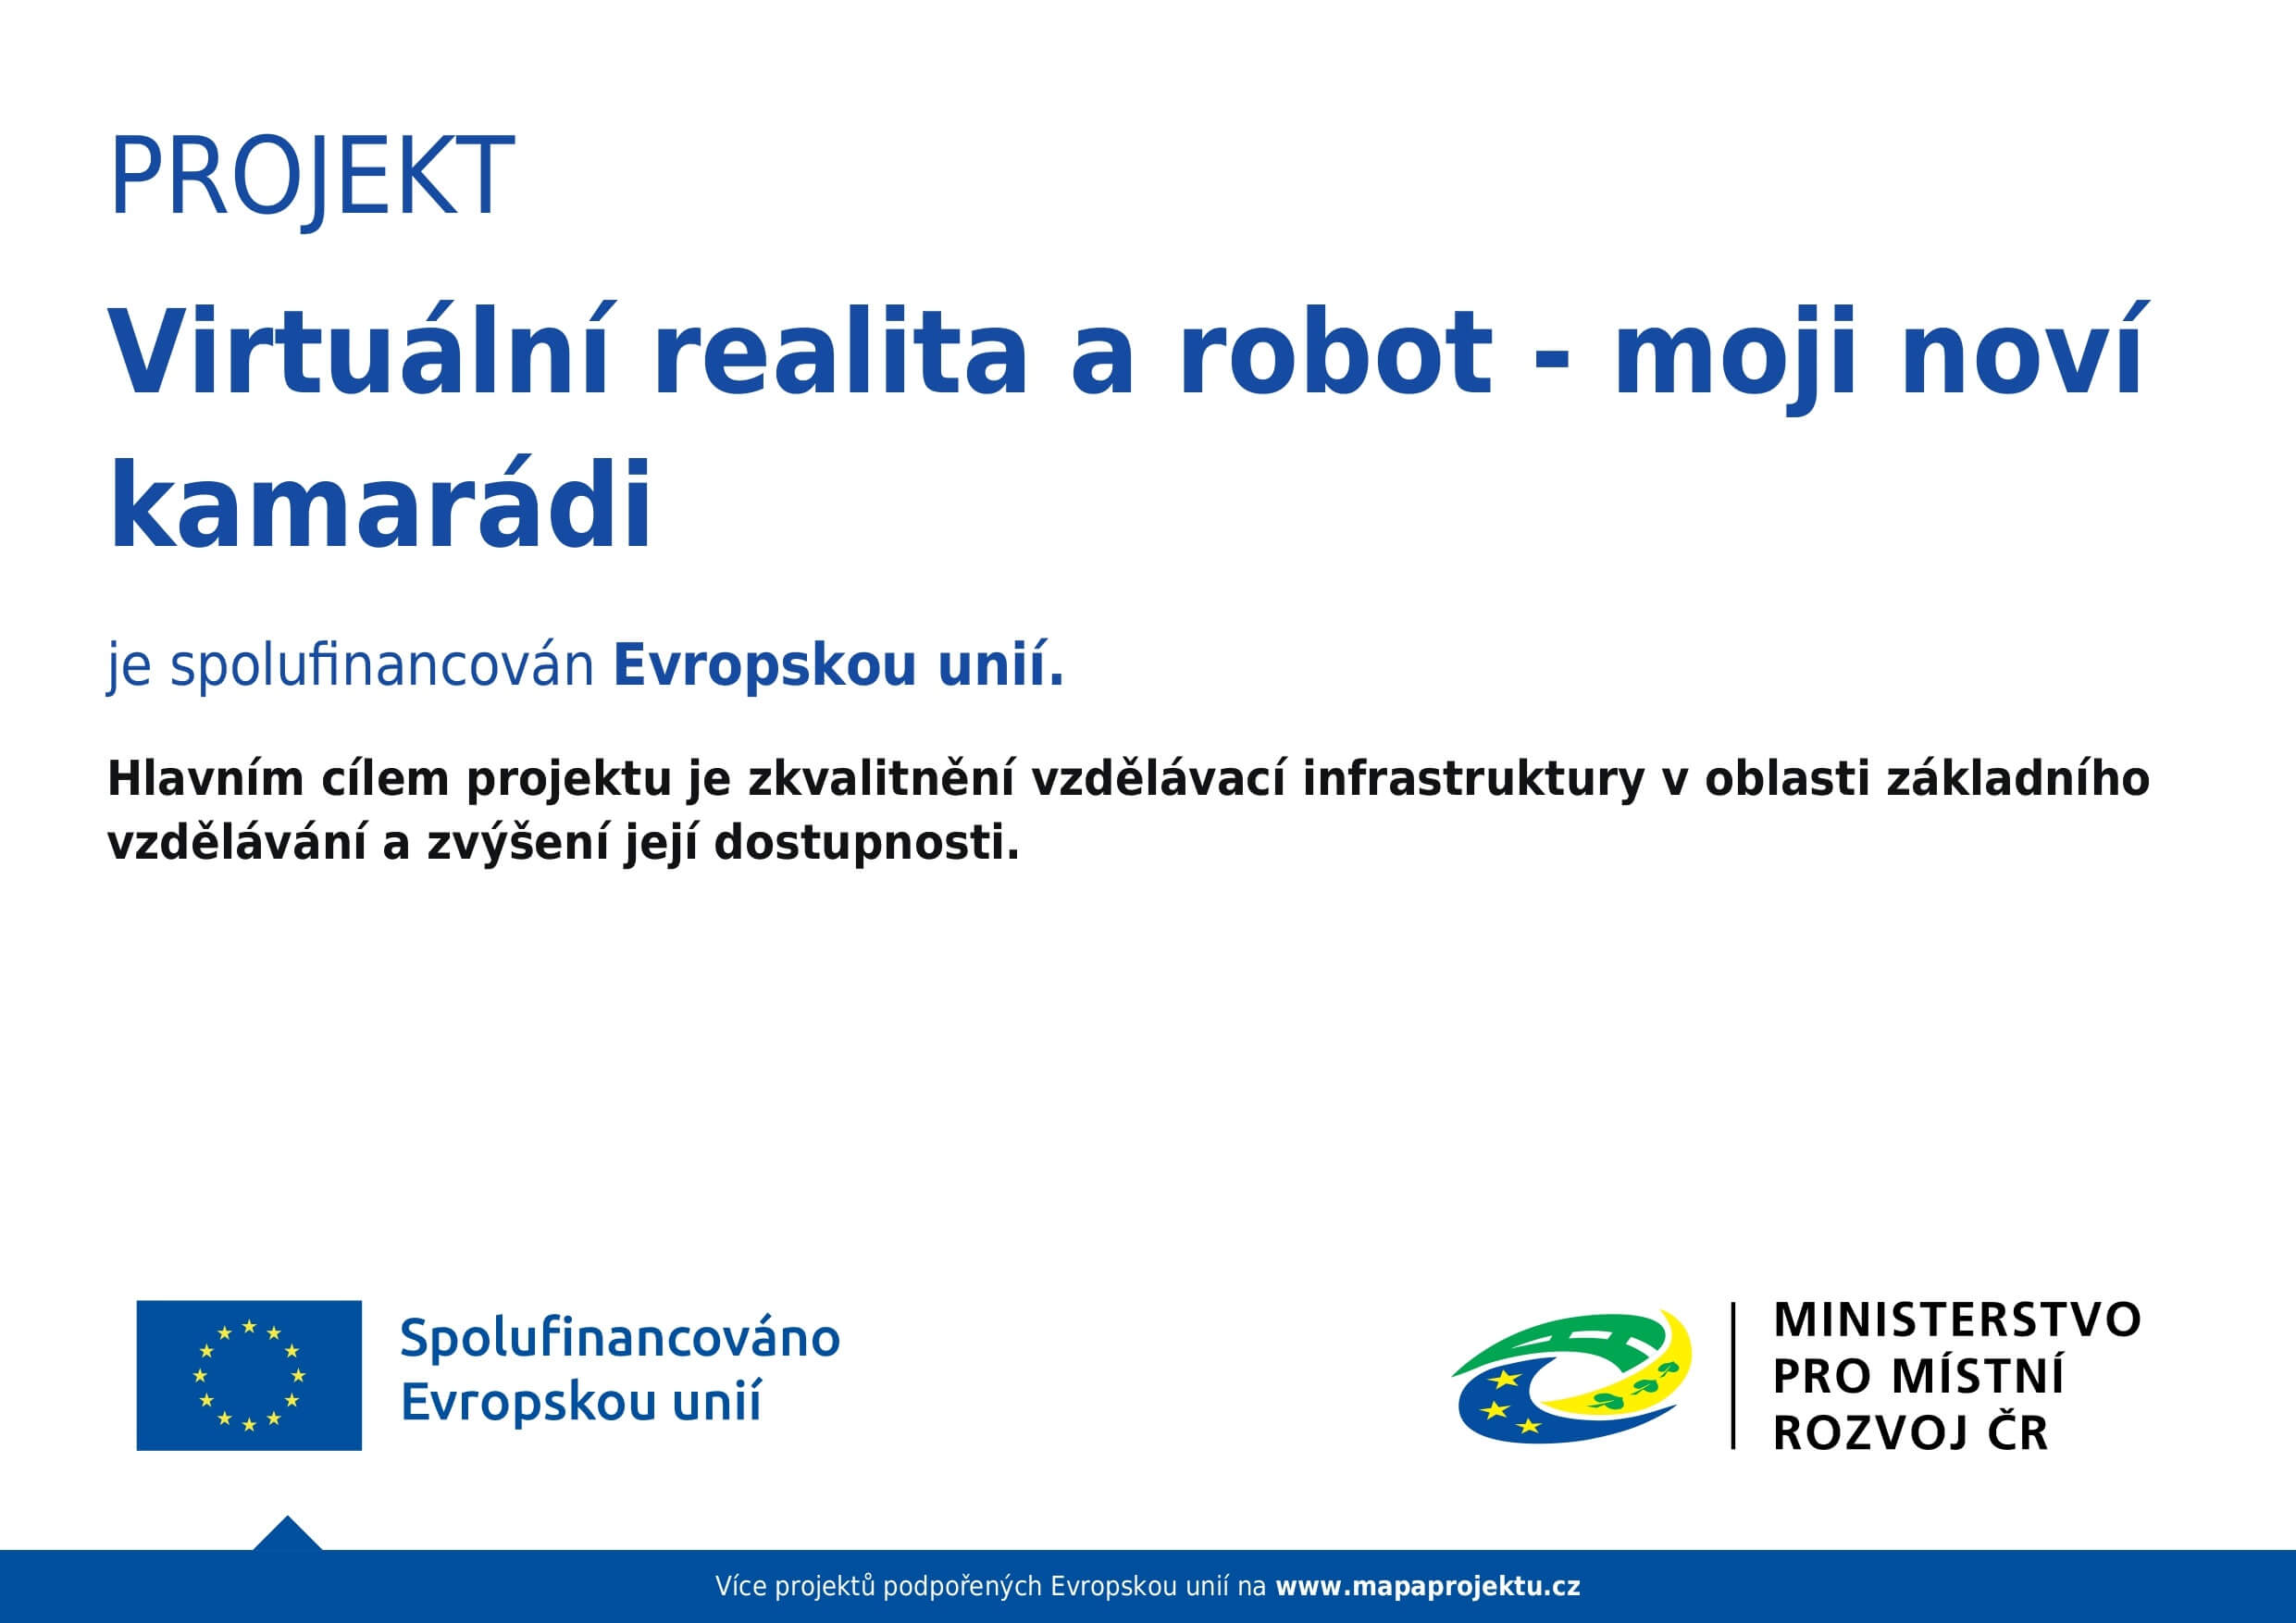 PROJEKT
Virtuální realita a robot - moji noví
kamarádi
je spolufinancován Evropskou unií.
Hlavním cílem projektu je zkvalitnění vzdělávací infrastruktury v oblasti základního
vzdělávání a zvýšení její dostupnosti.
Spolufinancováno
Evropskou unií
MINISTERSTVO
PRO MÍSTNÍ
ROZVOJ ČR
Více projektů podpořených Evropskou unií na www.mapaprojektu.cz